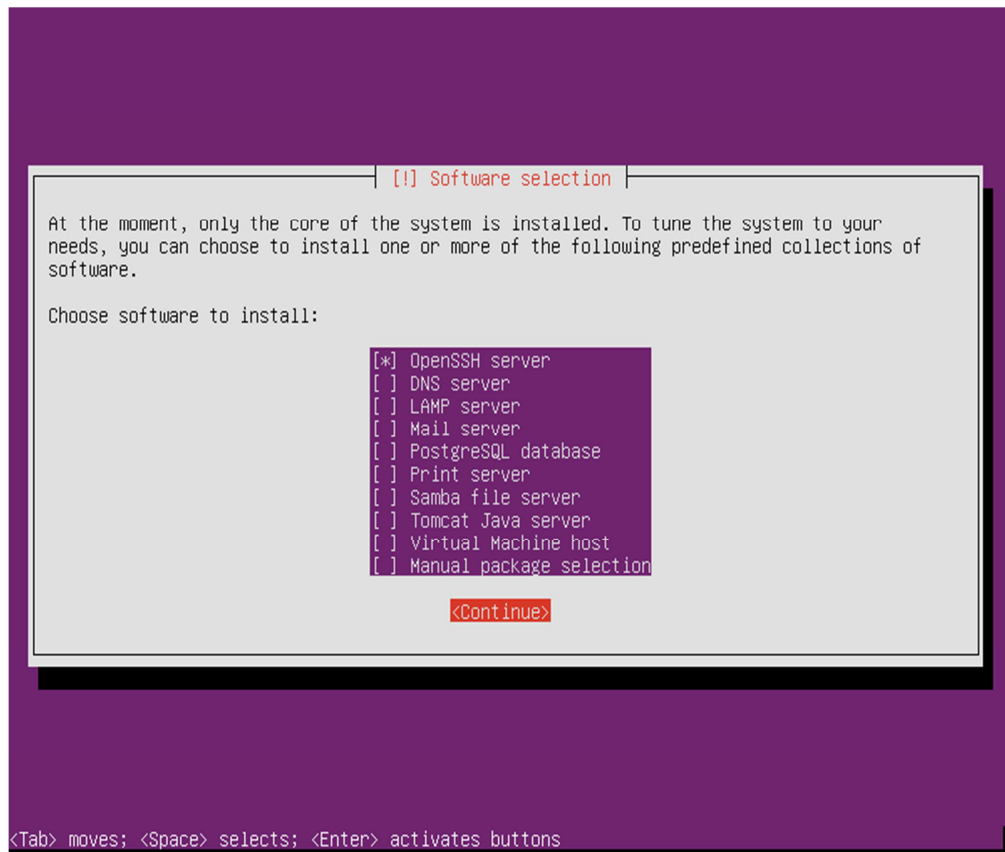 [!] Software selection
At the moment, only the core of the system is installed. To tune the system to your
needs, you can choose to install one or more of the following predefined collections of
software.
Choose software to install:
[*] OpenSSH server
[ ] DNS server
[ ] LAMP server
[ ] Mail server
[ ] PostgreSQL database
[ ] Print server
[ ] Samba file server
[ ] Tomcat Java server
[ ] Virtual Machine host
[ ] Manual package selection
<Continue>
<Tab> moves; <Space> selects; <Enter> activates buttons